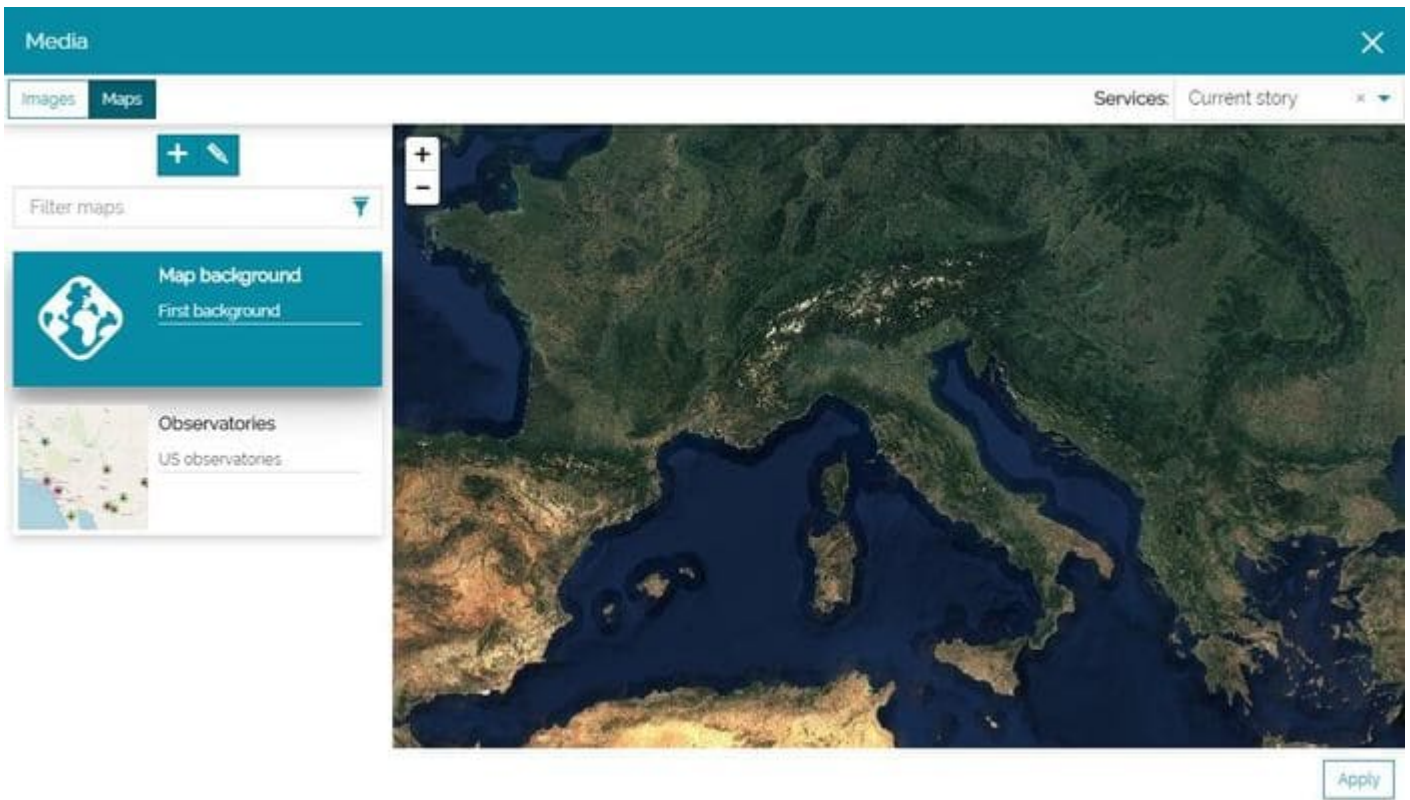 Media
Images Maps Services: Current story
Filter maps
Map background
First background
Observatories
US observatories
Apply